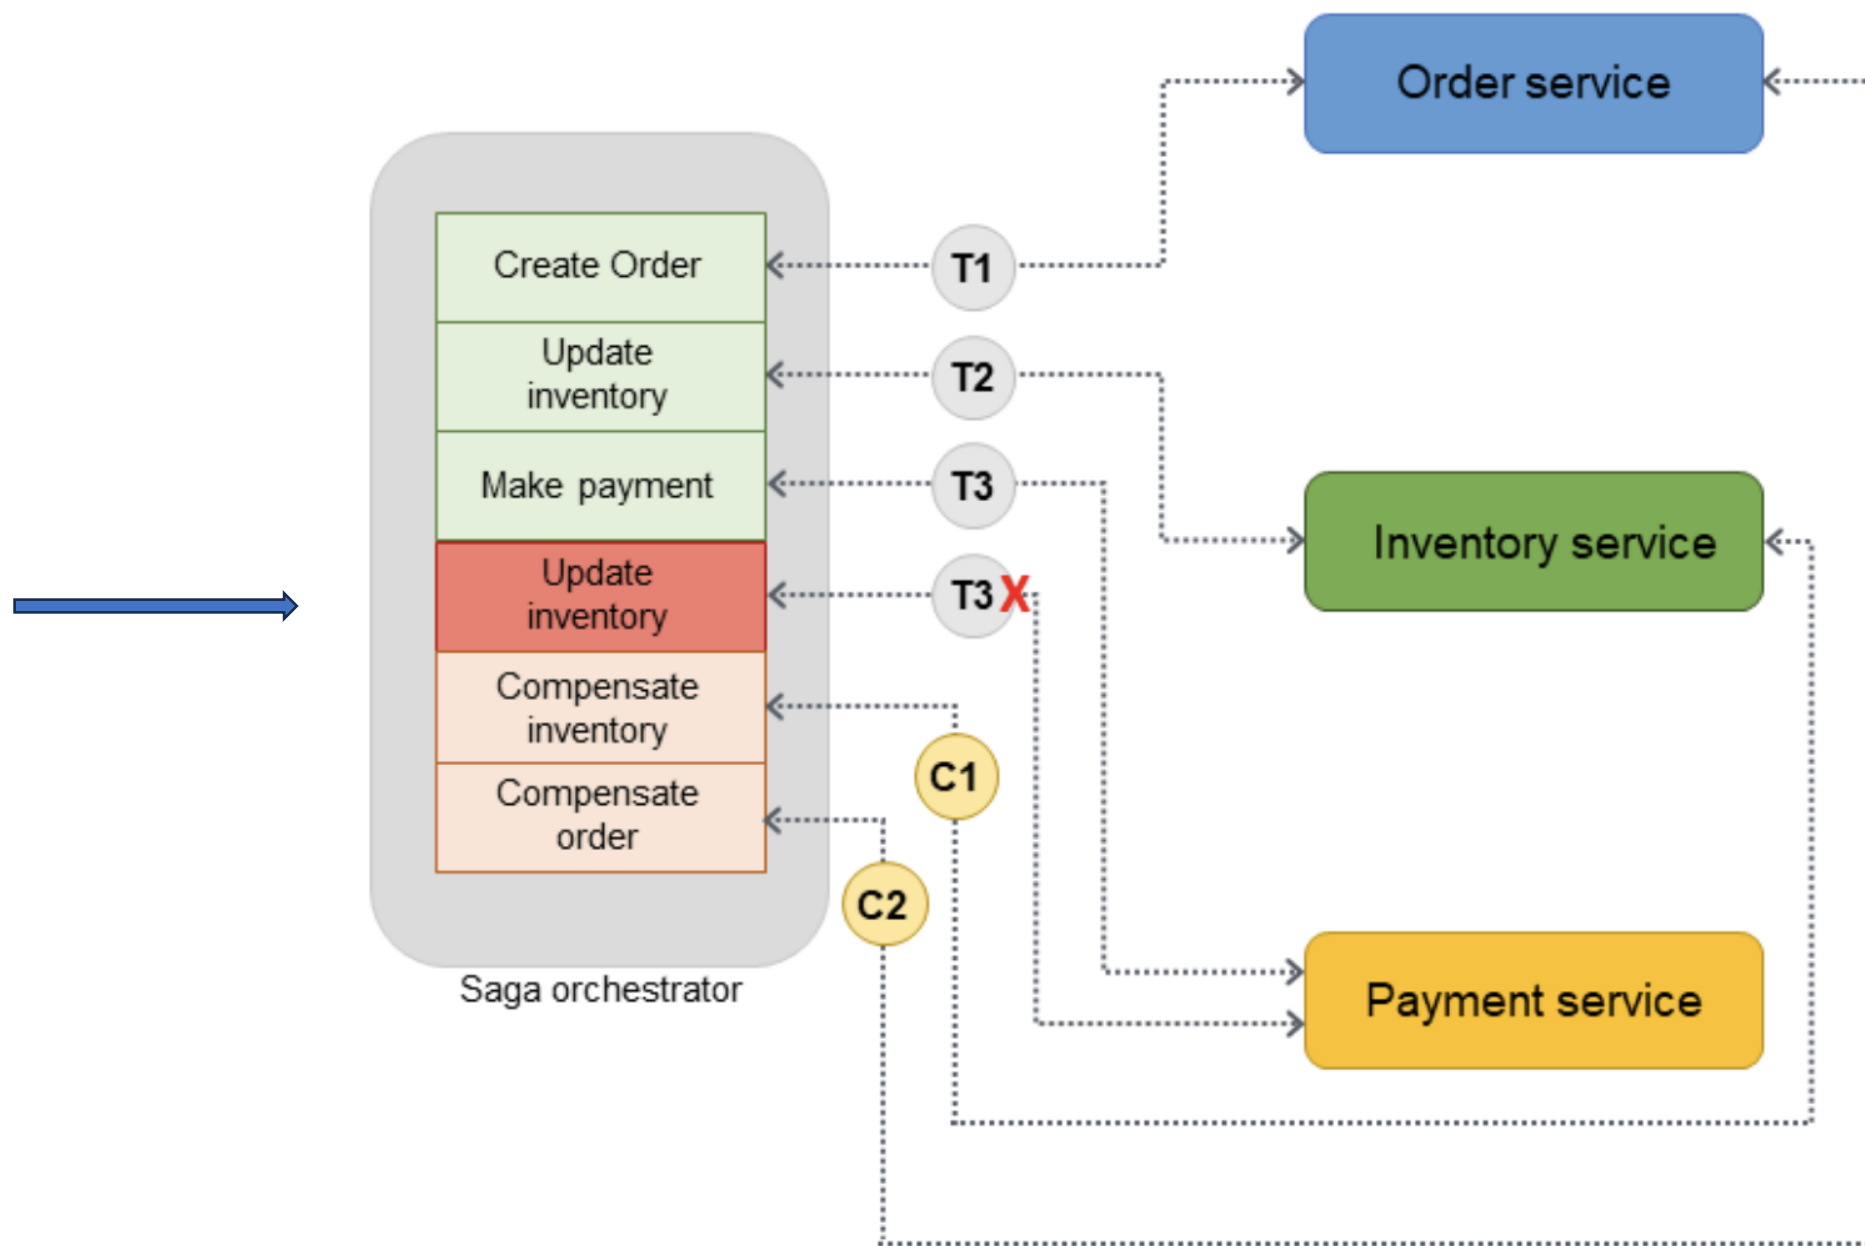 Order service
Create Order
T1
Update
inventory
T2
Make payment
T3
Inventory service
Update
inventory
T3
X
Compensate
inventory
C1
Compensate
order
C2
Saga orchestrator
Payment service